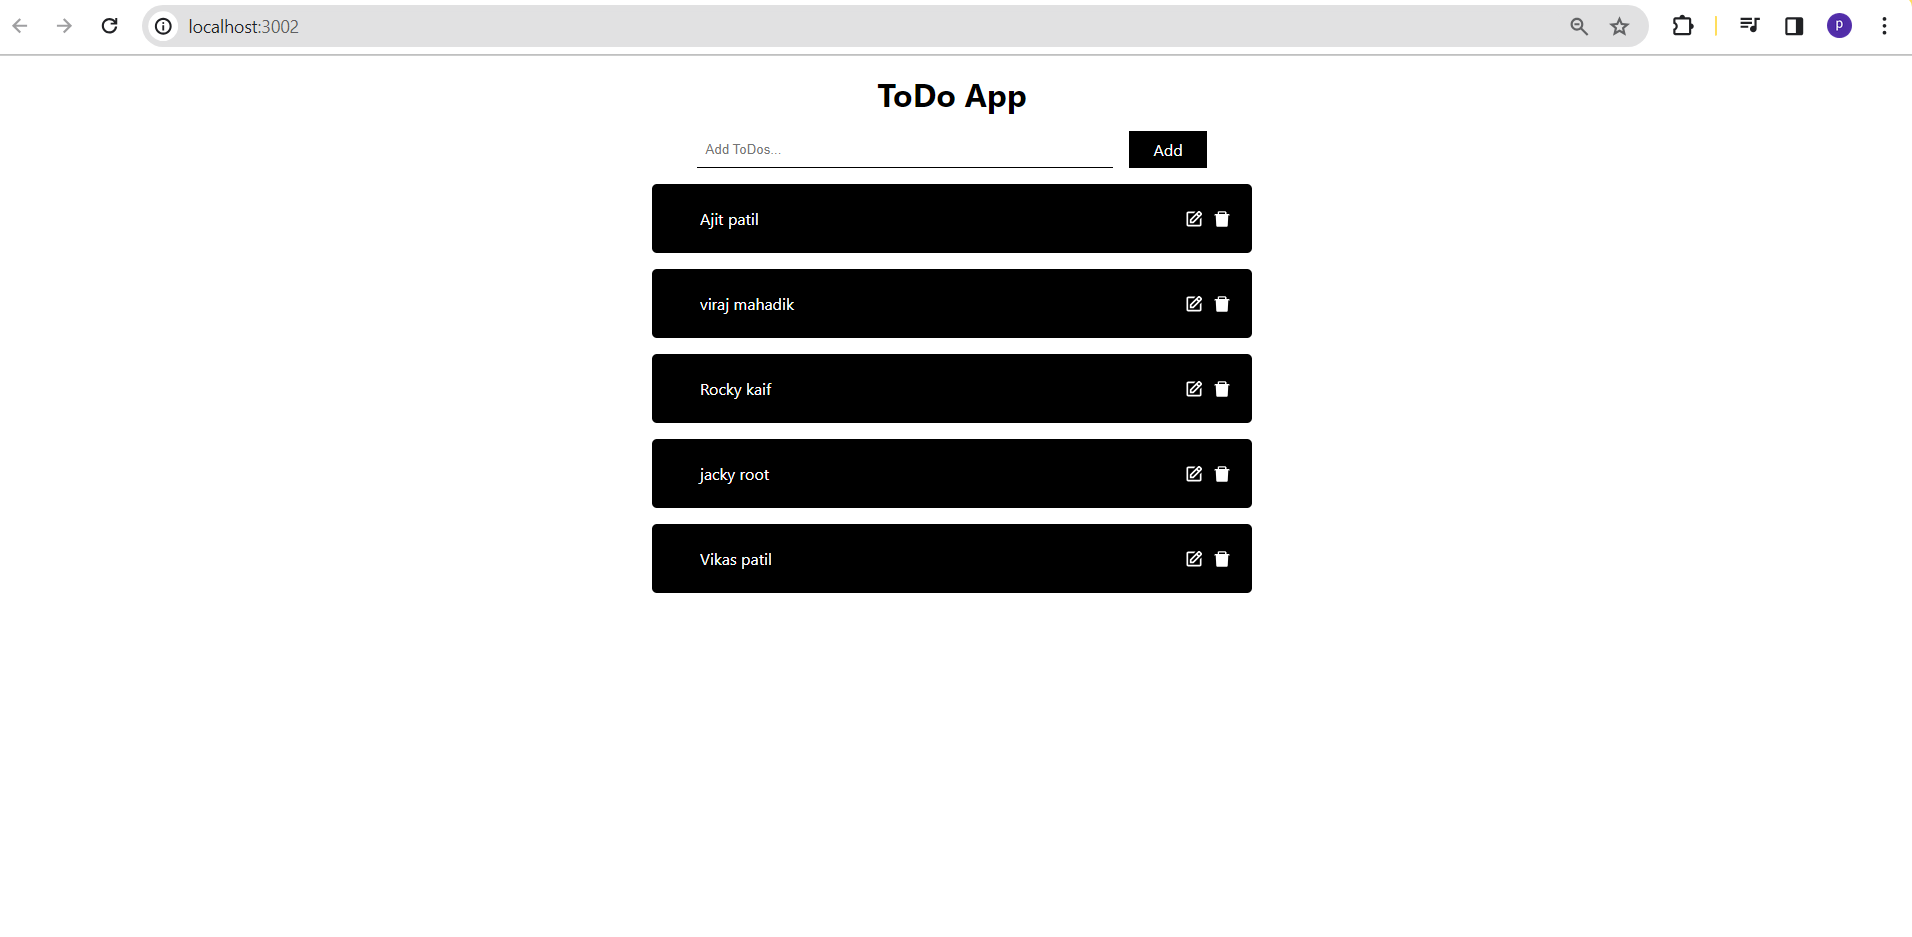 localhost:3002
p
ToDo App
Add ToDos...
Add
Ajit patil
viraj mahadik
Rocky kaif
jacky root
Vikas patil